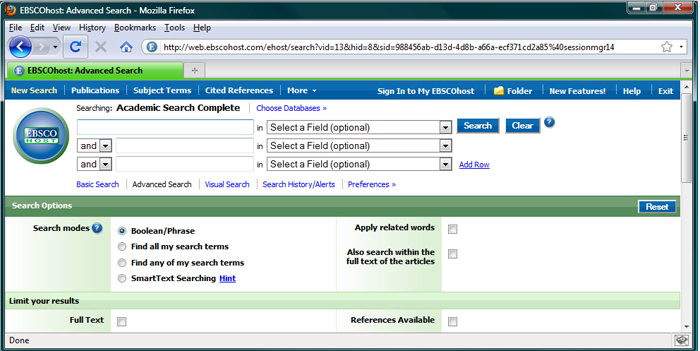 EBSCOhost: Advanced Search - Mozilla Firefox
File Edit View History Bookmarks Tools Help
http://web.ebscohost.com/ehost/search?vid=13&hid=8&sid=988456ab-d13d-4d8b-a66a-ecf371cd2a85%40sessionmgr14
EBSCOhost: Advanced Search
New Search Publications Subject Terms Cited References More Sign In to My EBSCOhost Folder New Features! Help Exit
EBSCO
HOST
Searching: Academic Search Complete Choose Databases »
in Select a Field (optional) Search Clear ?
and in Select a Field (optional)
and in Select a Field (optional) Add Row
Basic Search Advanced Search Visual Search Search History/Alerts Preferences »
Search Options Reset
Search modes ? Boolean/Phrase Apply related words
Find all my search terms
Find any of my search terms
SmartText Searching Hint
Also search within the
full text of the articles
Limit your results
Full Text References Available
Done